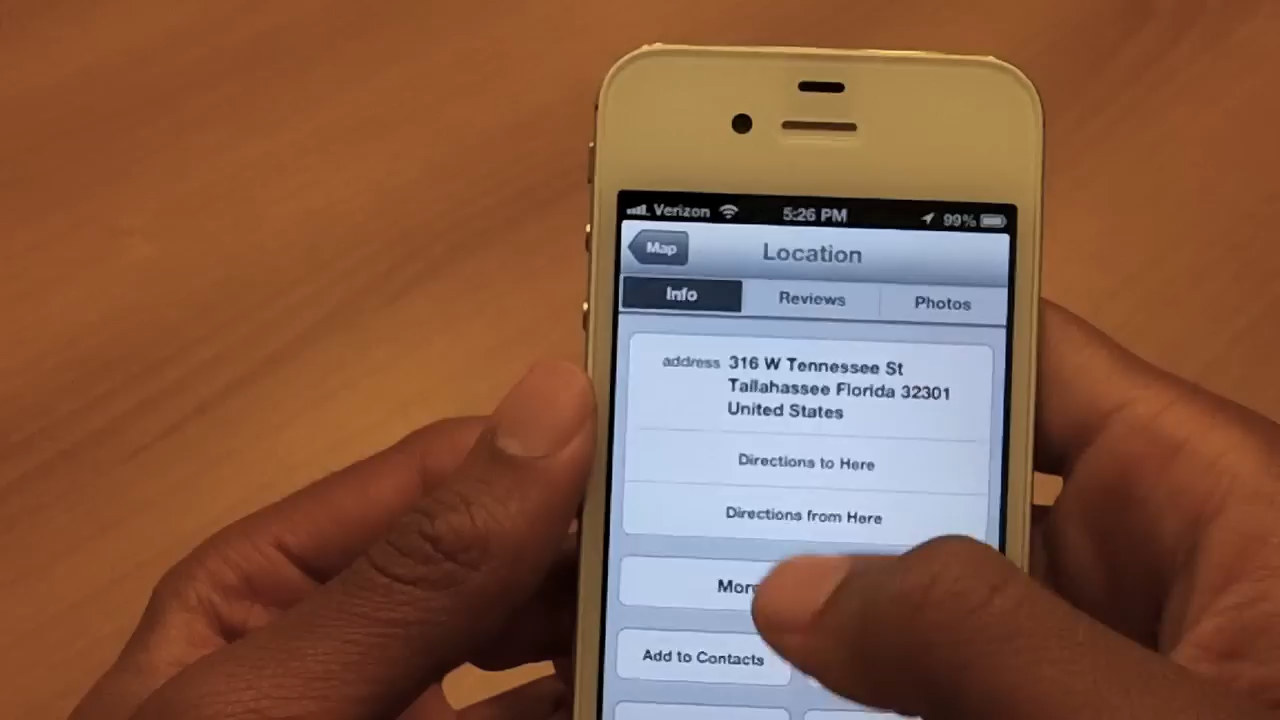 Verizon 5:26 PM 99%
Map Location
Info Reviews Photos
address 316 W Tennessee St
Tallahassee Florida 32301
United States
Directions to Here
Directions from Here
Add to Contacts